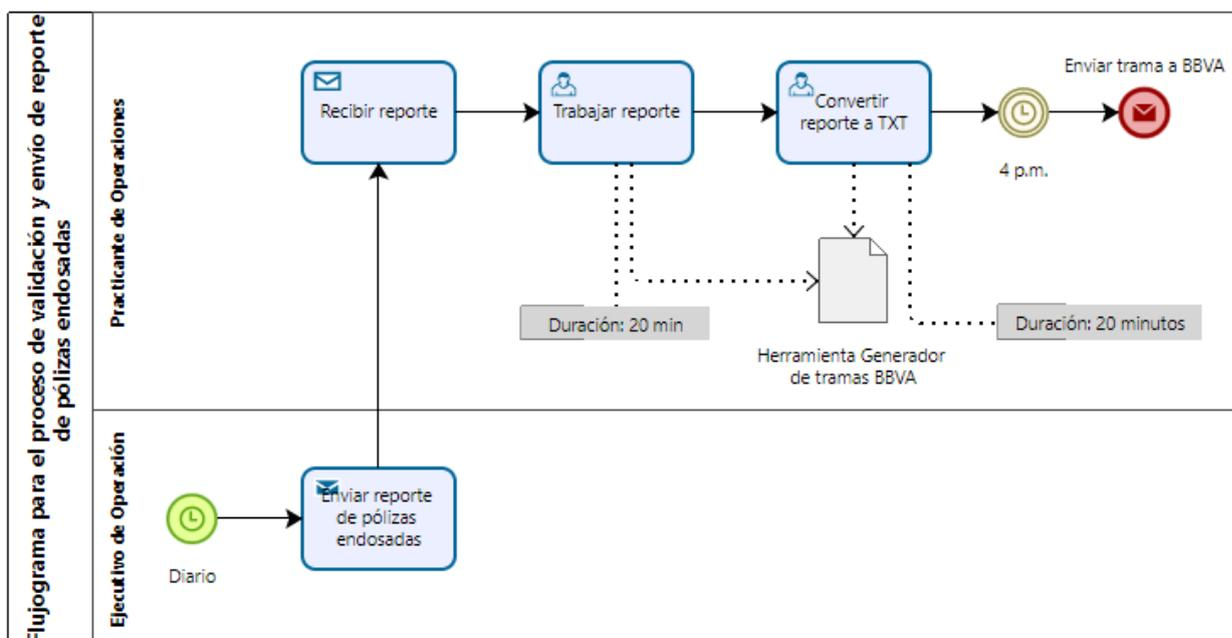 Flujograma para el proceso de validación y envío de reporte
de pólizas endosadas
Practicante de Operaciones
Recibir reporte
Trabajar reporte
Convertir
reporte a TXT
4 p.m.
Enviar trama a BBVA
Duración: 20 min
Herramienta Generador
de tramas BBVA
Duración: 20 minutos
Ejecutivo de Operación
Diario
Enviar reporte
de pólizas
endosadas